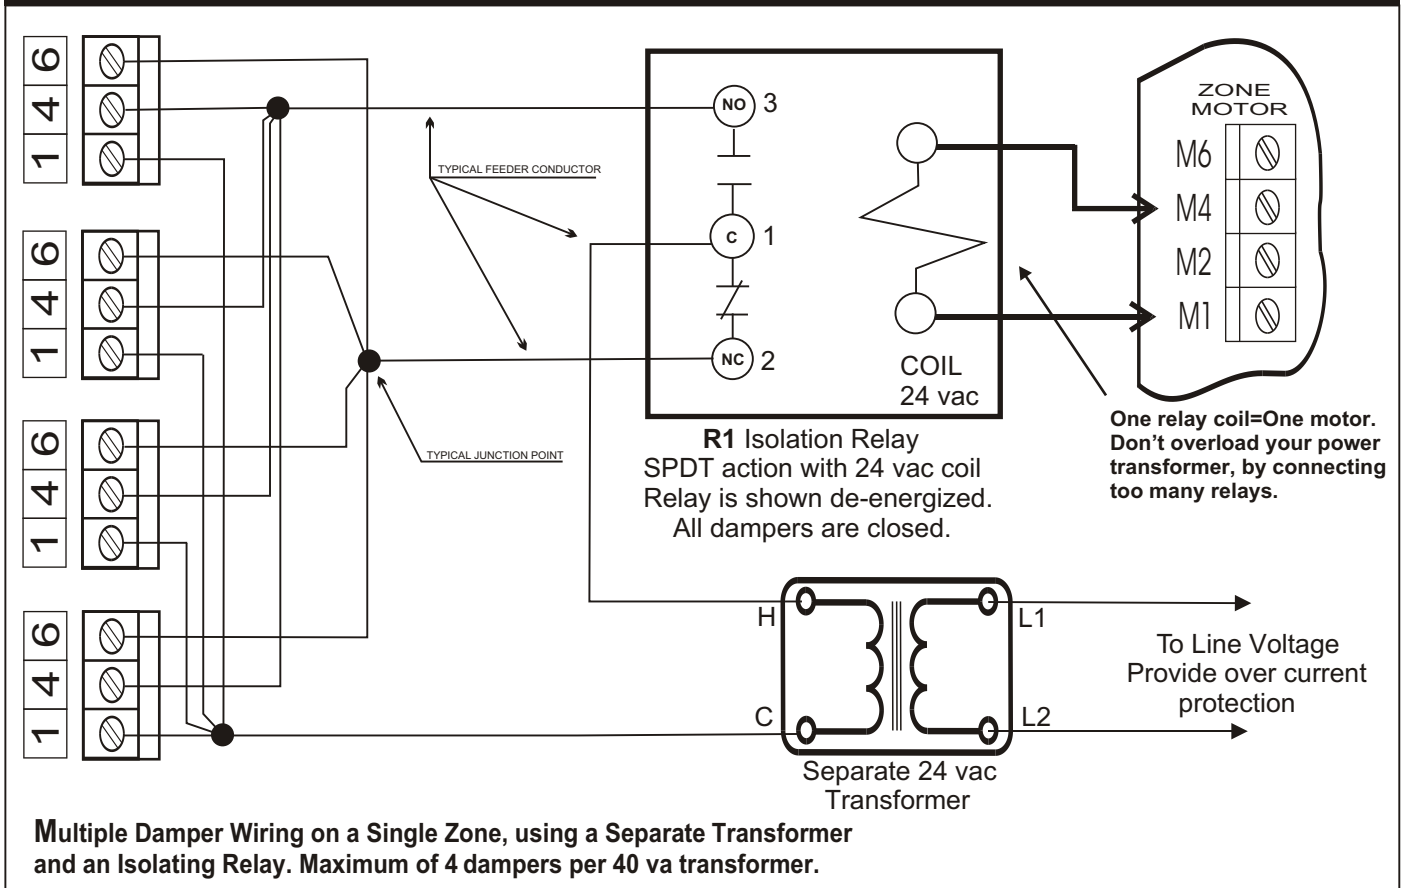 6
4
1
6
4
1
6
4
1
6
4
1
TYPICAL FEEDER CONDUCTOR
TYPICAL JUNCTION POINT
NO 3
C 1
NC 2
COIL
24 vac
R1 Isolation Relay
SPDT action with 24 vac coil
Relay is shown de-energized.
All dampers are closed.
ZONE
MOTOR
M6
M4
M2
M1
One relay coil=One motor.
Don't overload your power
transformer, by connecting
too many relays.
H
C
L1
L2
To Line Voltage
Provide over current
protection
Separate 24 vac
Transformer
Multiple Damper Wiring on a Single Zone, using a Separate Transformer
and an Isolating Relay. Maximum of 4 dampers per 40 va transformer.